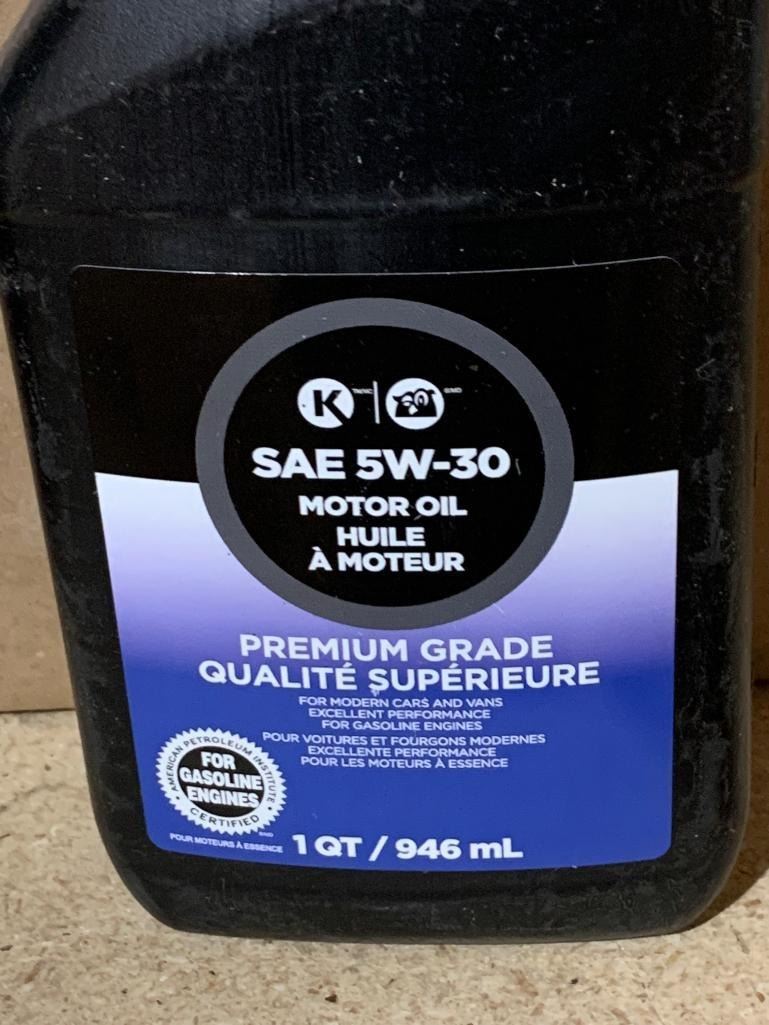 K
SAE 5W-30
MOTOR OIL
HUILE
À MOTEUR
PREMIUM GRADE
QUALITÉ SUPÉRIEURE
FOR MODERN CARS AND VANS
EXCELLENT PERFORMANCE
FOR GASOLINE ENGINES
POUR VOITURES ET FOURGONS MODERNES
EXCELLENTE PERFORMANCE
POUR LES MOTEURS À ESSENCE
AMERICAN PETROLEUM INSTITUTE
FOR
GASOLINE
ENGINES
CERTIFIED
POUR MOTEURS À ESSENCE
1 QT / 946 mL